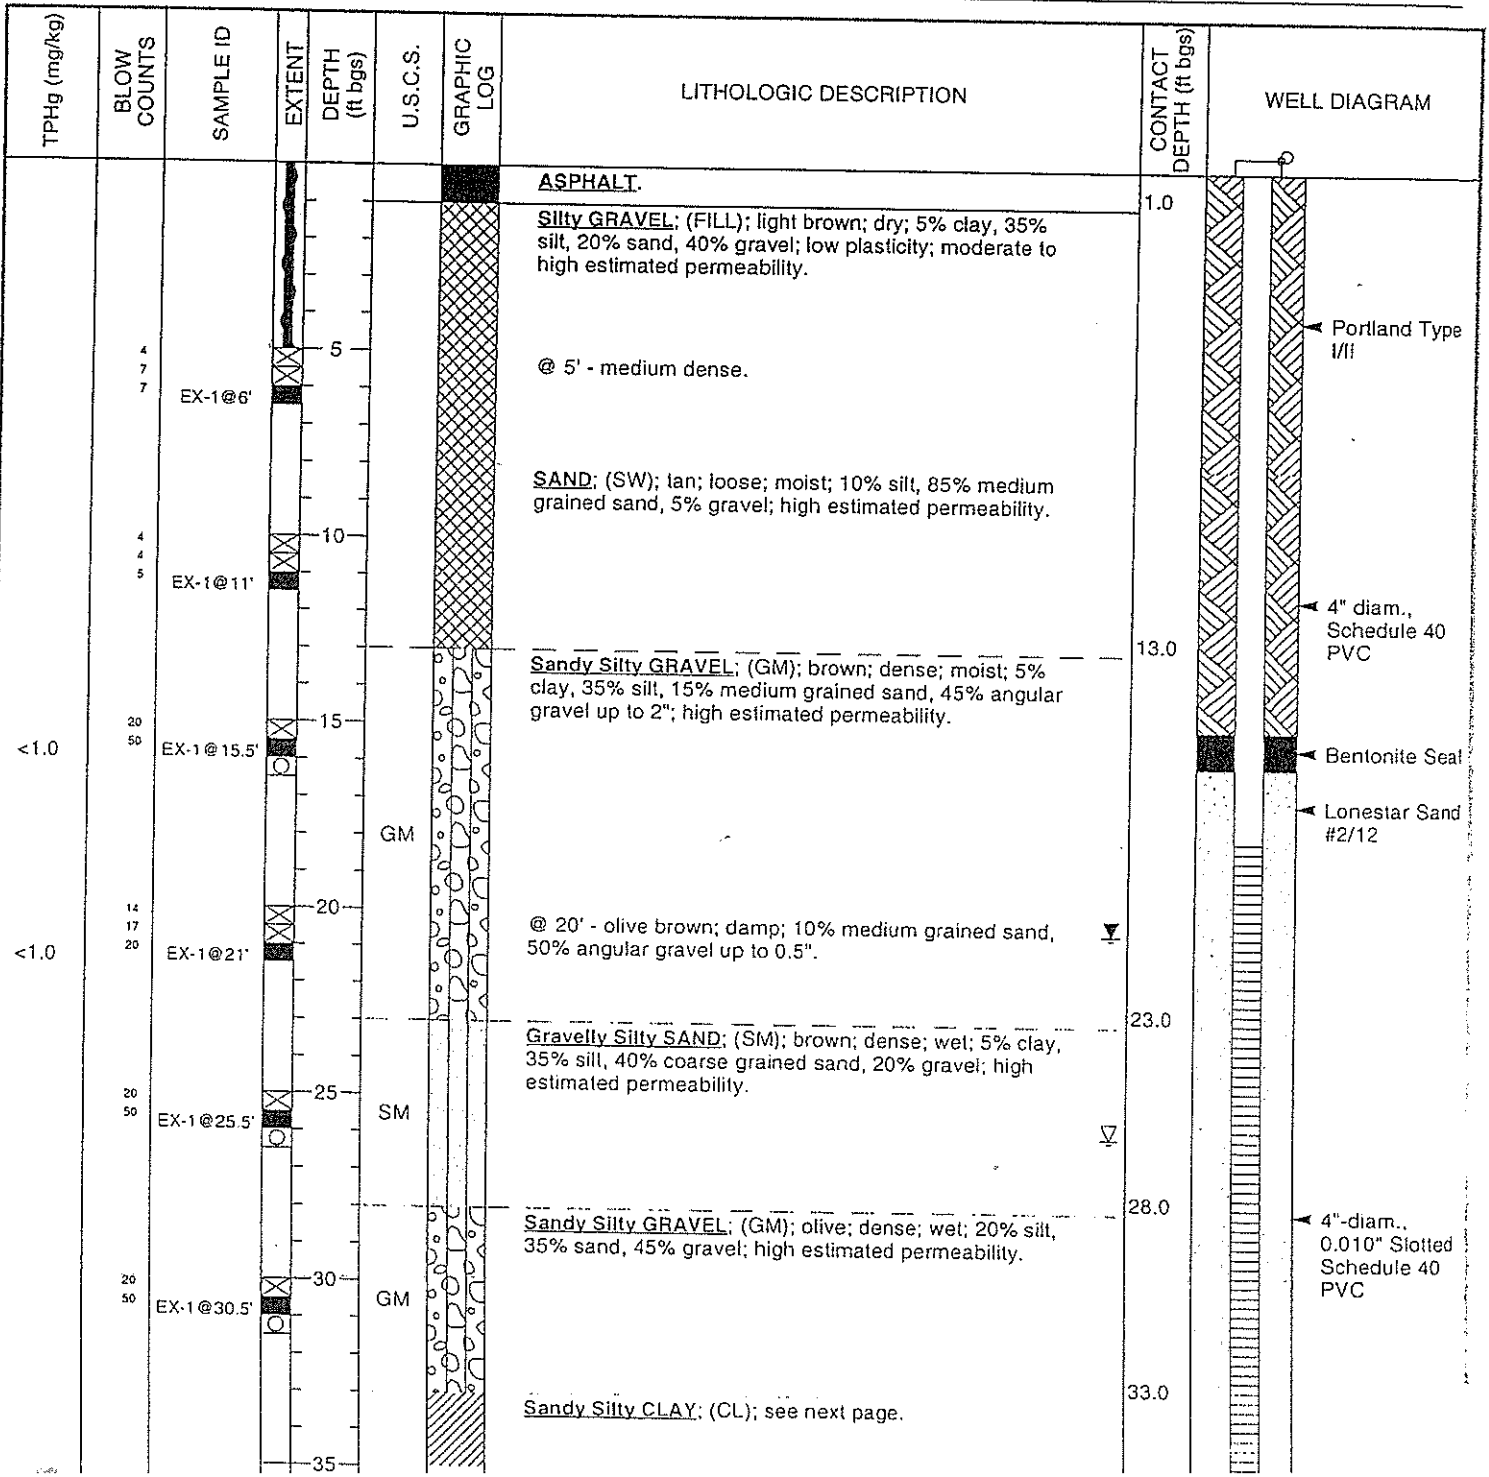 TPHg (mg/kg)
BLOW
COUNTS
SAMPLE ID
EXTENT
DEPTH
(ft bgs)
U.S.C.S.
GRAPHIC
LOG
LITHOLOGIC DESCRIPTION
CONTACT
DEPTH (ft bgs)
WELL DIAGRAM
ASPHALT.
1.0
Silty GRAVEL; (FILL); light brown; dry; 5% clay, 35%
silt, 20% sand, 40% gravel; low plasticity; moderate to
high estimated permeability.
Portland Type
I/II
4
7
7
EX-1@6'
5
@ 5' - medium dense.
SAND; (SW); tan; loose; moist; 10% silt, 85% medium
grained sand, 5% gravel; high estimated permeability.
4
4
5
EX-1@11'
10
4" diam.,
Schedule 40
PVC
13.0
Sandy Silty GRAVEL; (GM); brown; dense; moist; 5%
clay, 35% silt, 15% medium grained sand, 45% angular
gravel up to 2"; high estimated permeability.
<1.0
20
50
EX-1@15.5'
15
Bentonite Seal
Lonestar Sand
#2/12
GM
<1.0
14
17
20
EX-1@21'
20
@ 20' - olive brown; damp; 10% medium grained sand,
50% angular gravel up to 0.5".
23.0
Gravelly Silty SAND; (SM); brown; dense; wet; 5% clay,
35% silt, 40% coarse grained sand, 20% gravel; high
estimated permeability.
20
50
EX-1@25.5'
25
SM
28.0
Sandy Silty GRAVEL; (GM); olive; dense; wet; 20% silt,
35% sand, 45% gravel; high estimated permeability.
4"-diam.,
0.010" Slotted
Schedule 40
PVC
20
50
EX-1@30.5'
30
GM
33.0
Sandy Silty CLAY; (CL); see next page.
35